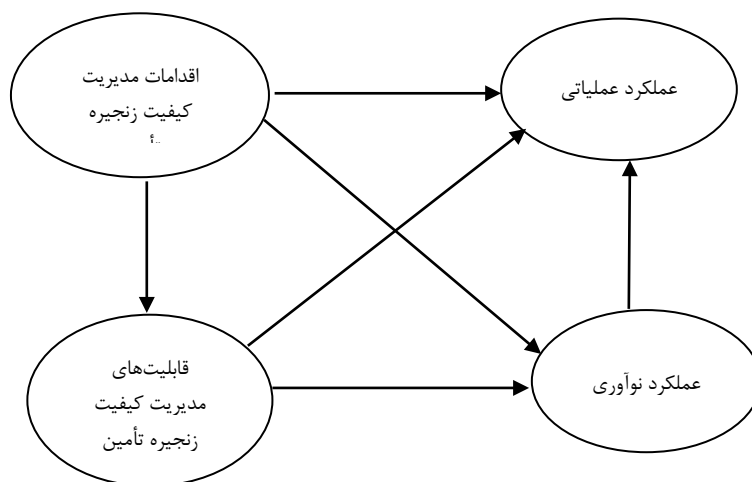 اقدامات مدیریت
کیفیت زنجیره
عملکرد عملیاتی
قابلیت‌های
مدیریت کیفیت
زنجیره تأمین
عملکرد نوآوری